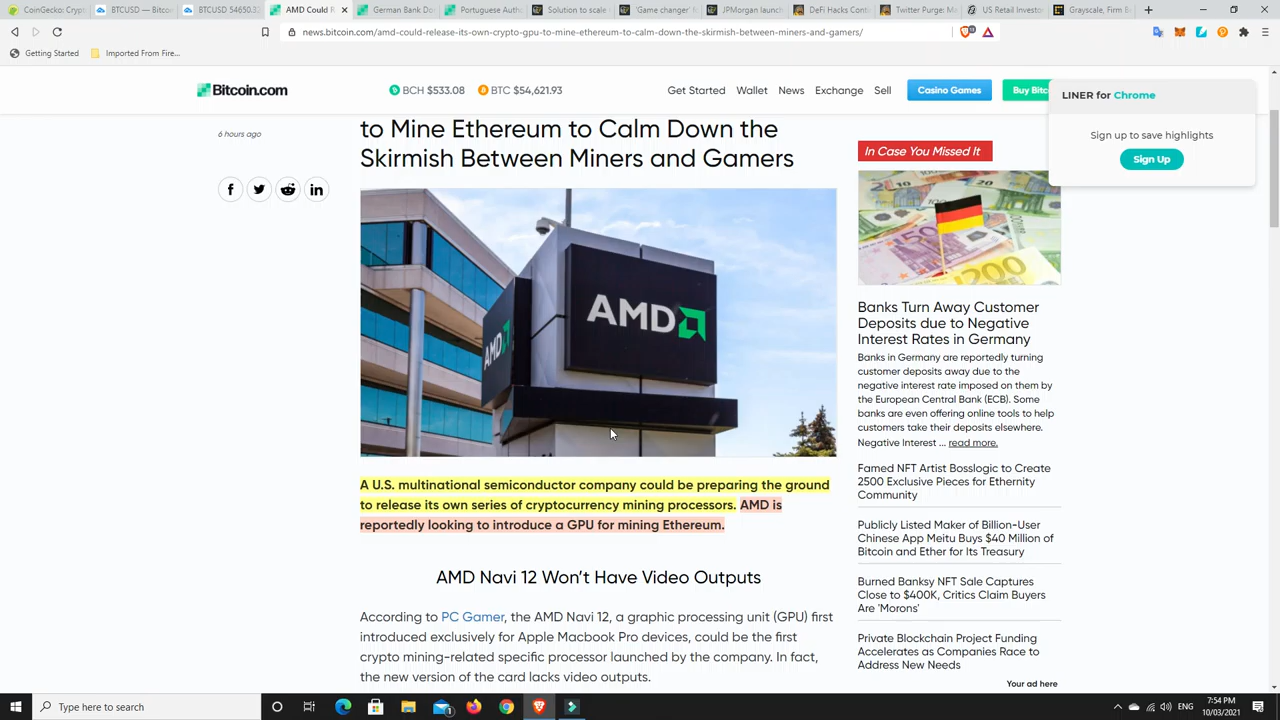 CoinGecko: Crypt
BTCUSD — Bitcoi
BTCUSD 54650.3
AMD Could R
German Bank Do
Portuguese Auth
Solution to scale
'Game changer' f
JPMorgan launch
DeFi Hacks Cont
Twitter Purge: M
US Retail Invest
Grayscale, Firm B
news.bitcoin.com/amd-could-release-its-own-crypto-gpu-to-mine-ethereum-to-calm-down-the-skirmish-between-miners-and-gamers/
Getting Started
Imported From Fire...
Bitcoin.com
BCH $533.08
BTC $54,621.93
Get Started
Wallet
News
Exchange
Sell
Casino Games
Buy Bitc
LINER for Chrome
Sign up to save highlights
Sign Up
6 hours ago
to Mine Ethereum to Calm Down the
Skirmish Between Miners and Gamers
AMD
AMD
A U.S. multinational semiconductor company could be preparing the ground
to release its own series of cryptocurrency mining processors. AMD is
reportedly looking to introduce a GPU for mining Ethereum.
AMD Navi 12 Won't Have Video Outputs
According to PC Gamer, the AMD Navi 12, a graphic processing unit (GPU) first
introduced exclusively for Apple Macbook Pro devices, could be the first
crypto mining-related specific processor launched by the company. In fact,
the new version of the card lacks video outputs.
In Case You Missed It
Banks Turn Away Customer
Deposits due to Negative
Interest Rates in Germany
Banks in Germany are reportedly turning
customer deposits away due to the
negative interest rate imposed on them by
the European Central Bank (ECB). Some
banks are even offering online tools to help
customers take their deposits elsewhere.
Negative Interest ... read more.
Famed NFT Artist Bosslogic to Create
2500 Exclusive Pieces for Ethernity
Community
Publicly Listed Maker of Billion-User
Chinese App Meitu Buys $40 Million of
Bitcoin and Ether for Its Treasury
Burned Banksy NFT Sale Captures
Close to $400K, Critics Claim Buyers
Are 'Morons'
Private Blockchain Project Funding
Accelerates as Companies Race to
Address New Needs
Your ad here
Type here to search
ENG
7:54 PM
10/03/2021